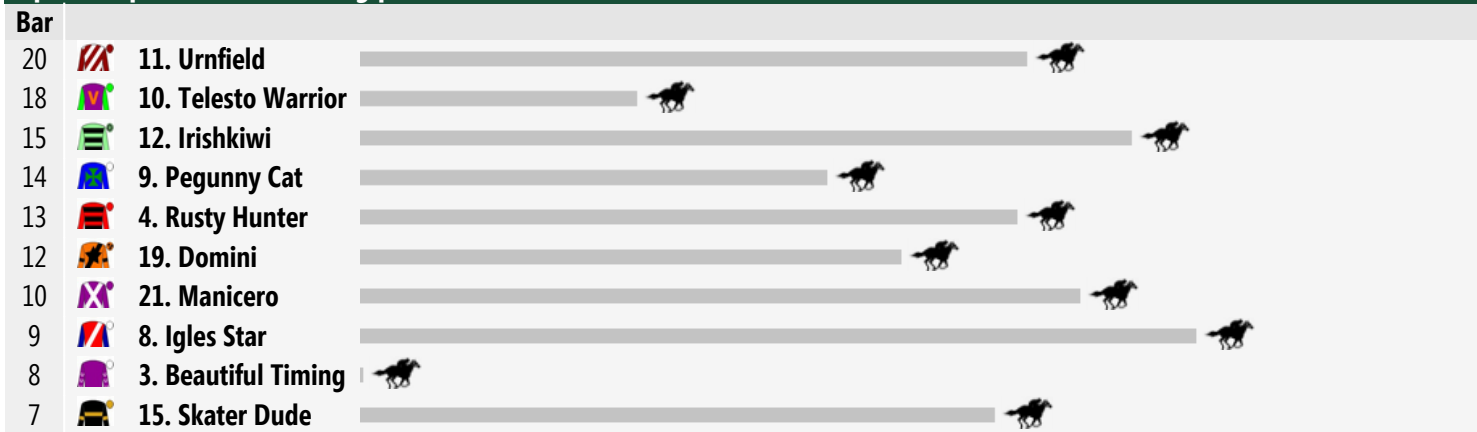 Bar
20 11. Urnfield
18 10. Telesto Warrior
15 12. Irishkiwi
14 9. Pegunny Cat
13 4. Rusty Hunter
12 19. Domini
10 21. Manicero
9 8. Igles Star
8 3. Beautiful Timing
7 15. Skater Dude